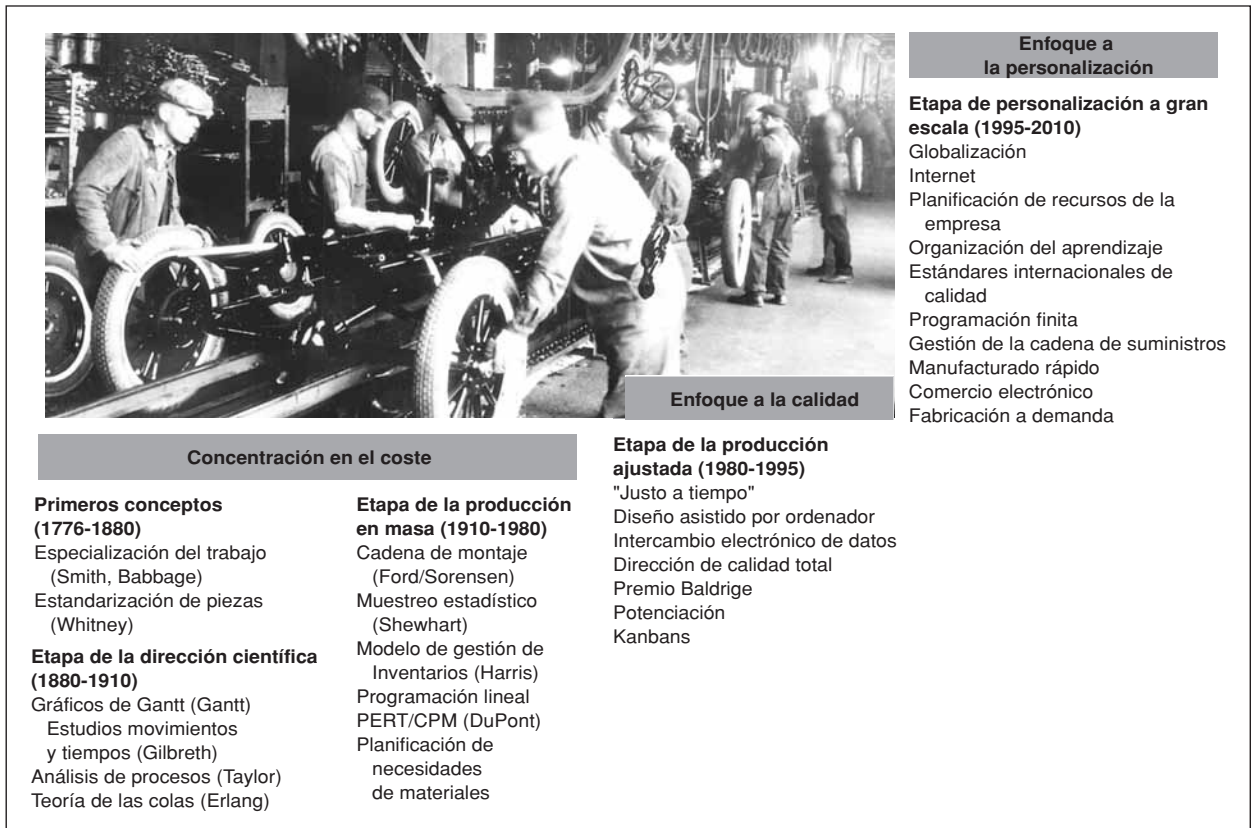 Enfoque a
la personalización
Etapa de personalización a gran
escala (1995-2010)
Globalización
Internet
Planificación de recursos de la
empresa
Organización del aprendizaje
Estándares internacionales de
calidad
Programación finita
Gestión de la cadena de suministros
Manufacturado rápido
Comercio electrónico
Fabricación a demanda
Enfoque a la calidad
Etapa de la producción
ajustada (1980-1995)
"Justo a tiempo"
Diseño asistido por ordenador
Intercambio electrónico de datos
Dirección de calidad total
Premio Baldrige
Potenciación
Kanbans
Concentración en el coste
Primeros conceptos
(1776-1880)
Especialización del trabajo
(Smith, Babbage)
Estandarización de piezas
(Whitney)
Etapa de la dirección científica
(1880-1910)
Gráficos de Gantt (Gantt)
Estudios movimientos
y tiempos (Gilbreth)
Análisis de procesos (Taylor)
Teoría de las colas (Erlang)
Etapa de la producción
en masa (1910-1980)
Cadena de montaje
(Ford/Sorensen)
Muestreo estadístico
(Shewhart)
Modelo de gestión de
Inventarios (Harris)
Programación lineal
PERT/CPM (DuPont)
Planificación de
necesidades
de materiales